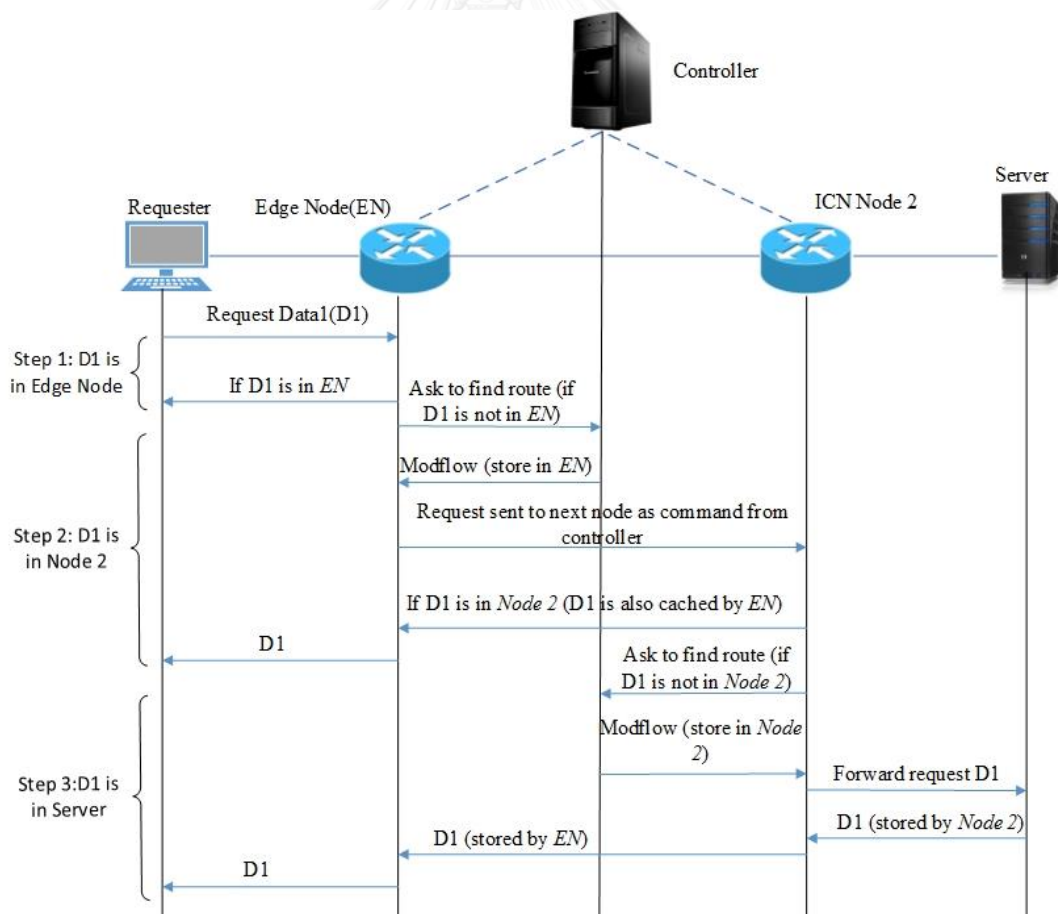 Controller
Server
Requester
Edge Node(EN)
ICN Node 2
Request Data1(D1)
Step 1: D1 is
in Edge Node
If D1 is in EN
Ask to find route (if
D1 is not in EN)
Modflow (store in EN)
Step 2: D1 is
in Node 2
Request sent to next node as command from
controller
If D1 is in Node 2 (D1 is also cached by EN)
D1
Ask to find route (if
D1 is not in Node 2)
Modflow (store in Node
2)
Step 3:D1 is
in Server
Forward request D1
D1 (stored by Node 2)
D1 (stored by EN)
D1